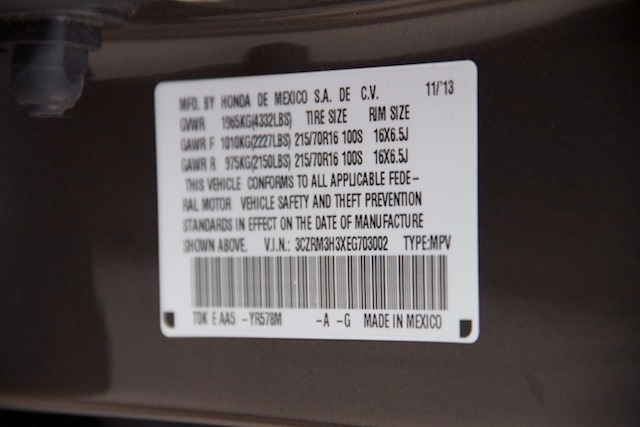 MFD. BY HONDA DE MEXICO S.A. DE C.V. 11/'13
GVWR 1965KG(4332LBS) TIRE SIZE RIM SIZE
GAWR F 1010KG(2227LBS) 215/70R16 100S 16X6.5J
GAWR R 975KG(2150LBS) 215/70R16 100S 16X6.5J
THIS VEHICLE CONFORMS TO ALL APPLICABLE FEDE-
RAL MOTOR VEHICLE SAFETY AND THEFT PREVENTION
STANDARDS IN EFFECT ON THE DATE OF MANUFACTURE
SHOWN ABOVE. V.I.N.: 3CZRM3H3XEG703002 TYPE:MPV
T0K E AA5 -YR578M -A -G MADE IN MEXICO